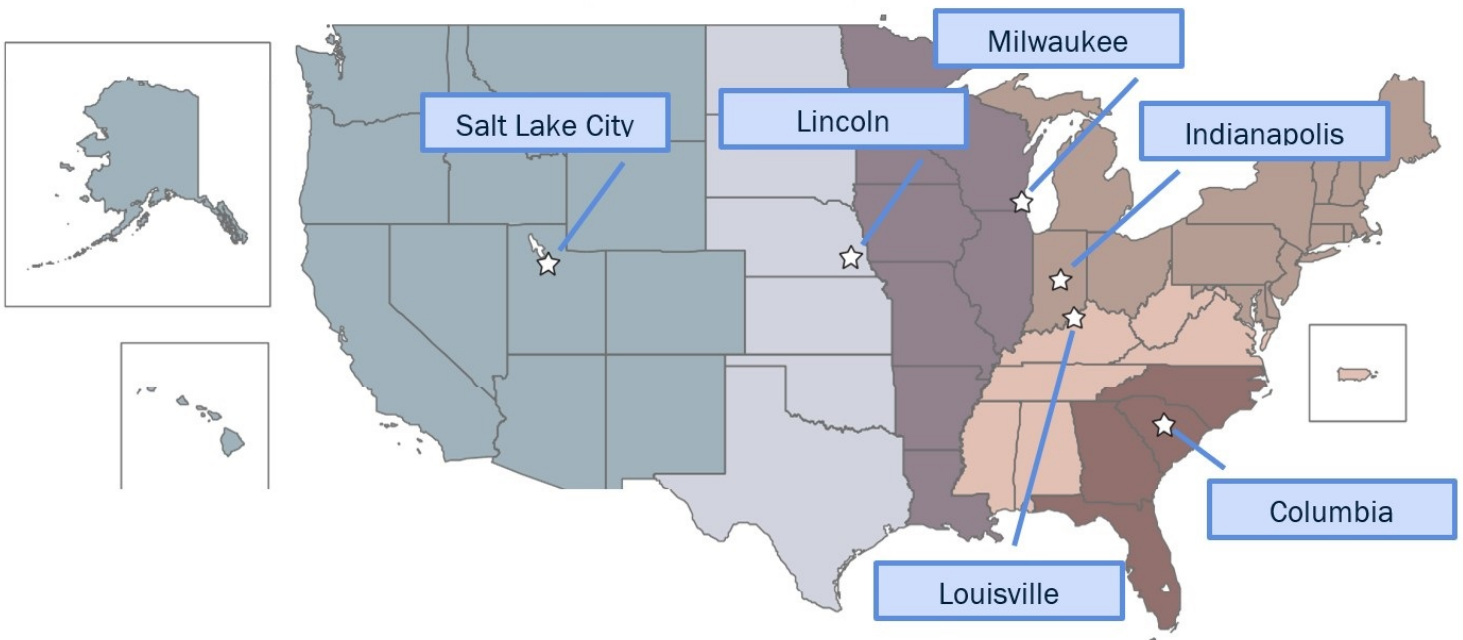 Milwaukee
Salt Lake City
Lincoln
Indianapolis
Columbia
Louisville